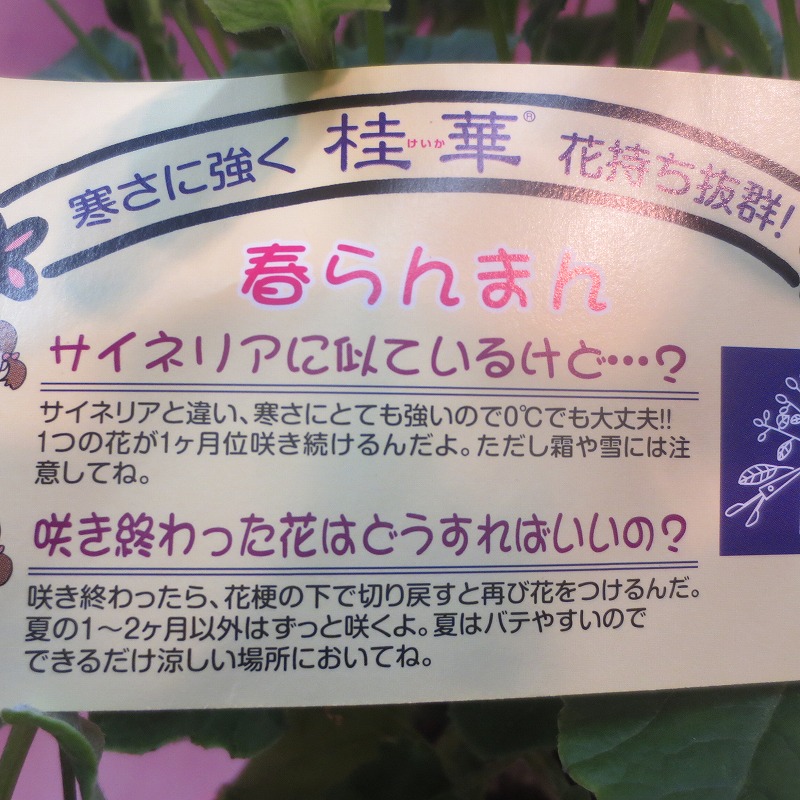 寒さに強く 桂華® 花持ち抜群!
けいか
春らんまん
サイネリアに似ているけど…?
サイネリアと違い、寒さにとても強いので0℃でも大丈夫!!
1つの花が1ヶ月位咲き続けるんだよ。ただし霜や雪には注
意してね。
咲き終わった花はどうすればいいの?
咲き終わったら、花梗の下で切り戻すと再び花をつけるんだ。
夏の1〜2ヶ月以外はずっと咲くよ。夏はバテやすいので
できるだけ涼しい場所においてね。